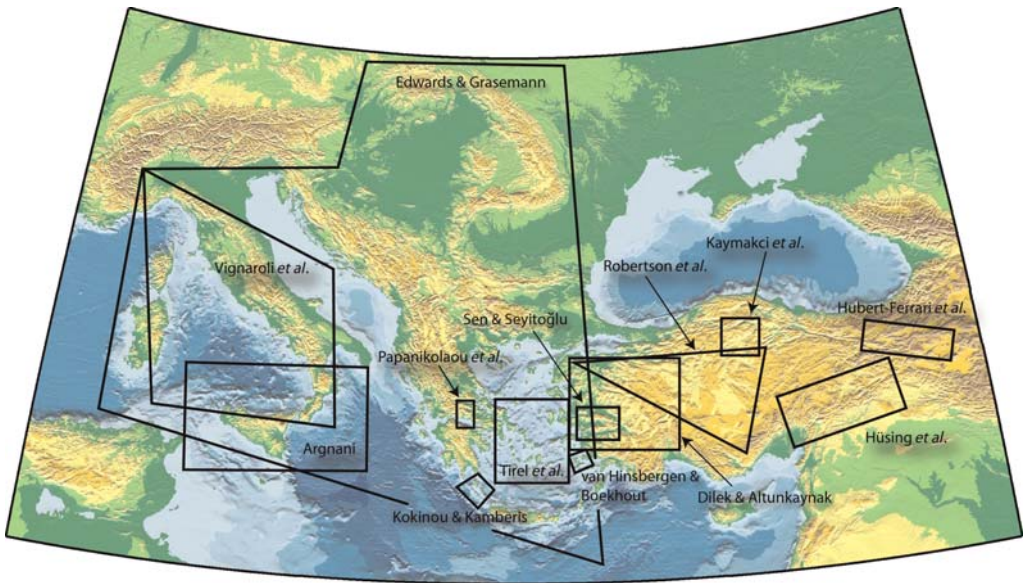 Edwards & Grasemann
Kaymakci et al.
Vignaroli et al.
Robertson et al.
Hubert-Ferrari et al.
Sen & Seyitoğlu
Papanikolaou et al.
Argnani
Hüsing et al.
Tirel et al.
van Hinsbergen &
Boekhout
Dilek & Altunkaynak
Kokinou & Kamberis